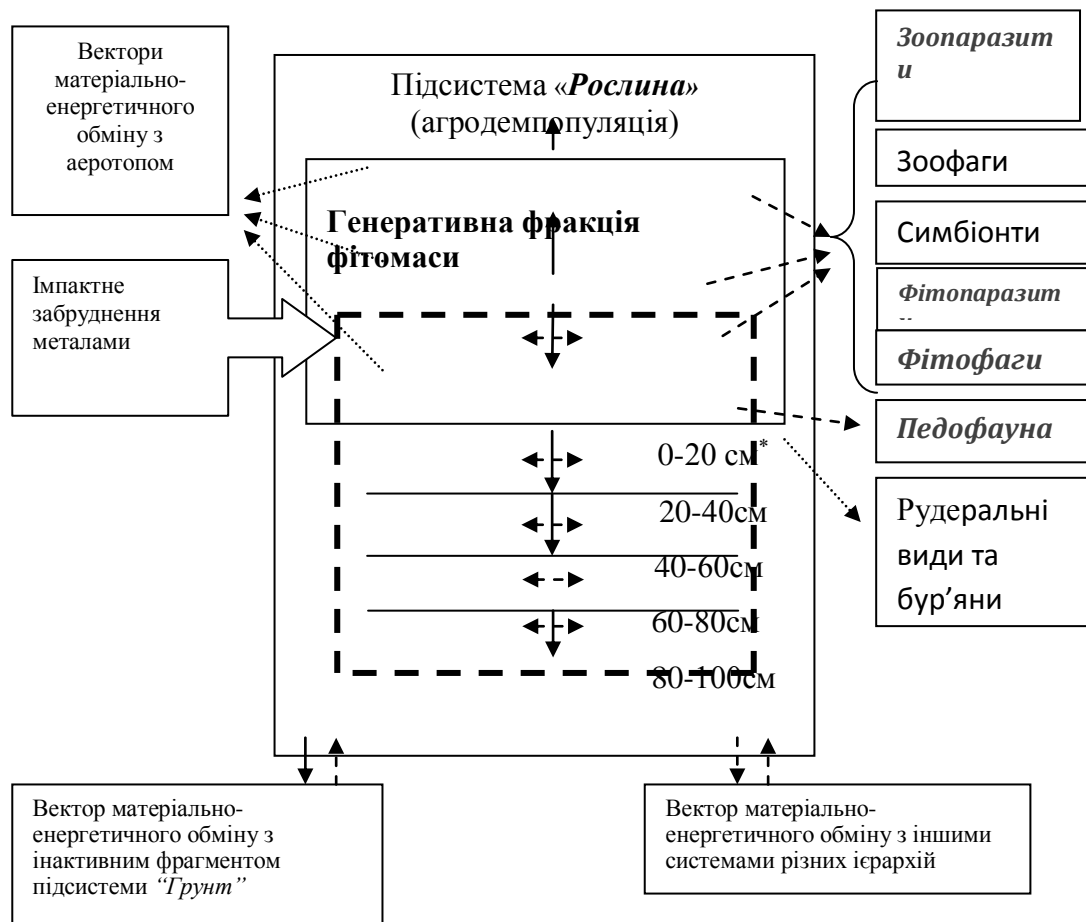 Вектори
матеріально-
енергетичного
обміну з
аеротопом
Імпактне
забруднення
металами
Підсистема «Рослина»
(агродемпопуляція)
Генеративна фракція
фітомаси
0-20 см*
20-40см
40-60см
60-80см
80-100см
Зоопаразит
и
Зоофаги
Симбіонти
Фітопаразит
Фітофаги
Педофауна
Рудеральні
види та
бур’яни
Вектор матеріально-
енергетичного обміну з
інактивним фрагментом
підсистеми “Грунт”
Вектор матеріально-
енергетичного обміну з іншими
системами різних ієрархій